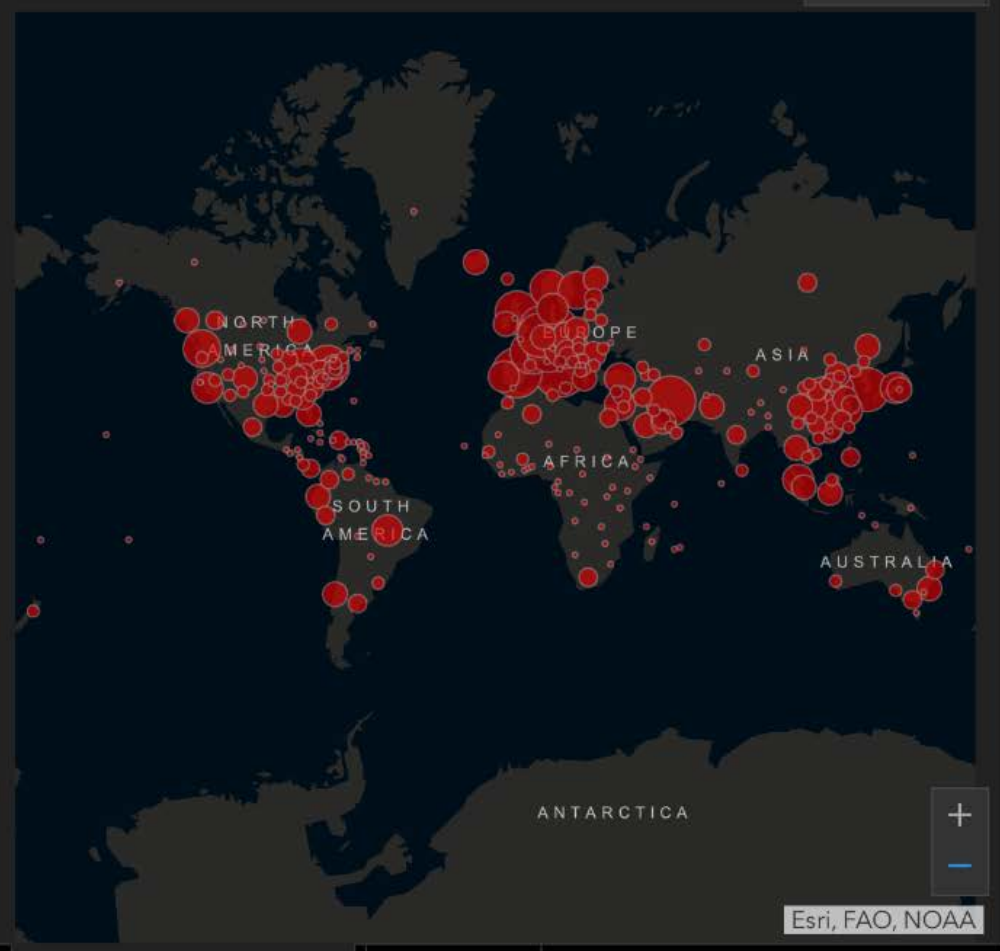 NORTH
AMERICA
EUROPE
ASIA
AFRICA
SOUTH
AMERICA
AUSTRALIA
ANTARCTICA
+
−
Esri, FAO, NOAA